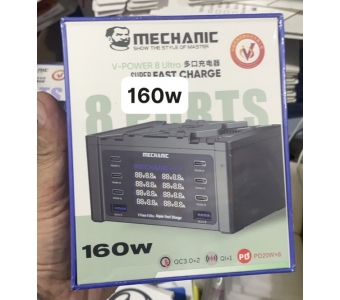 MECHANIC
SHOW THE STYLE OF MASTER
V-POWER 8 Ultra 多口充电器
SUPER FAST CHARGE
160w
8 PORTS
MECHANIC
160w
QC3.0×2
QI×1
PD PD20W×6